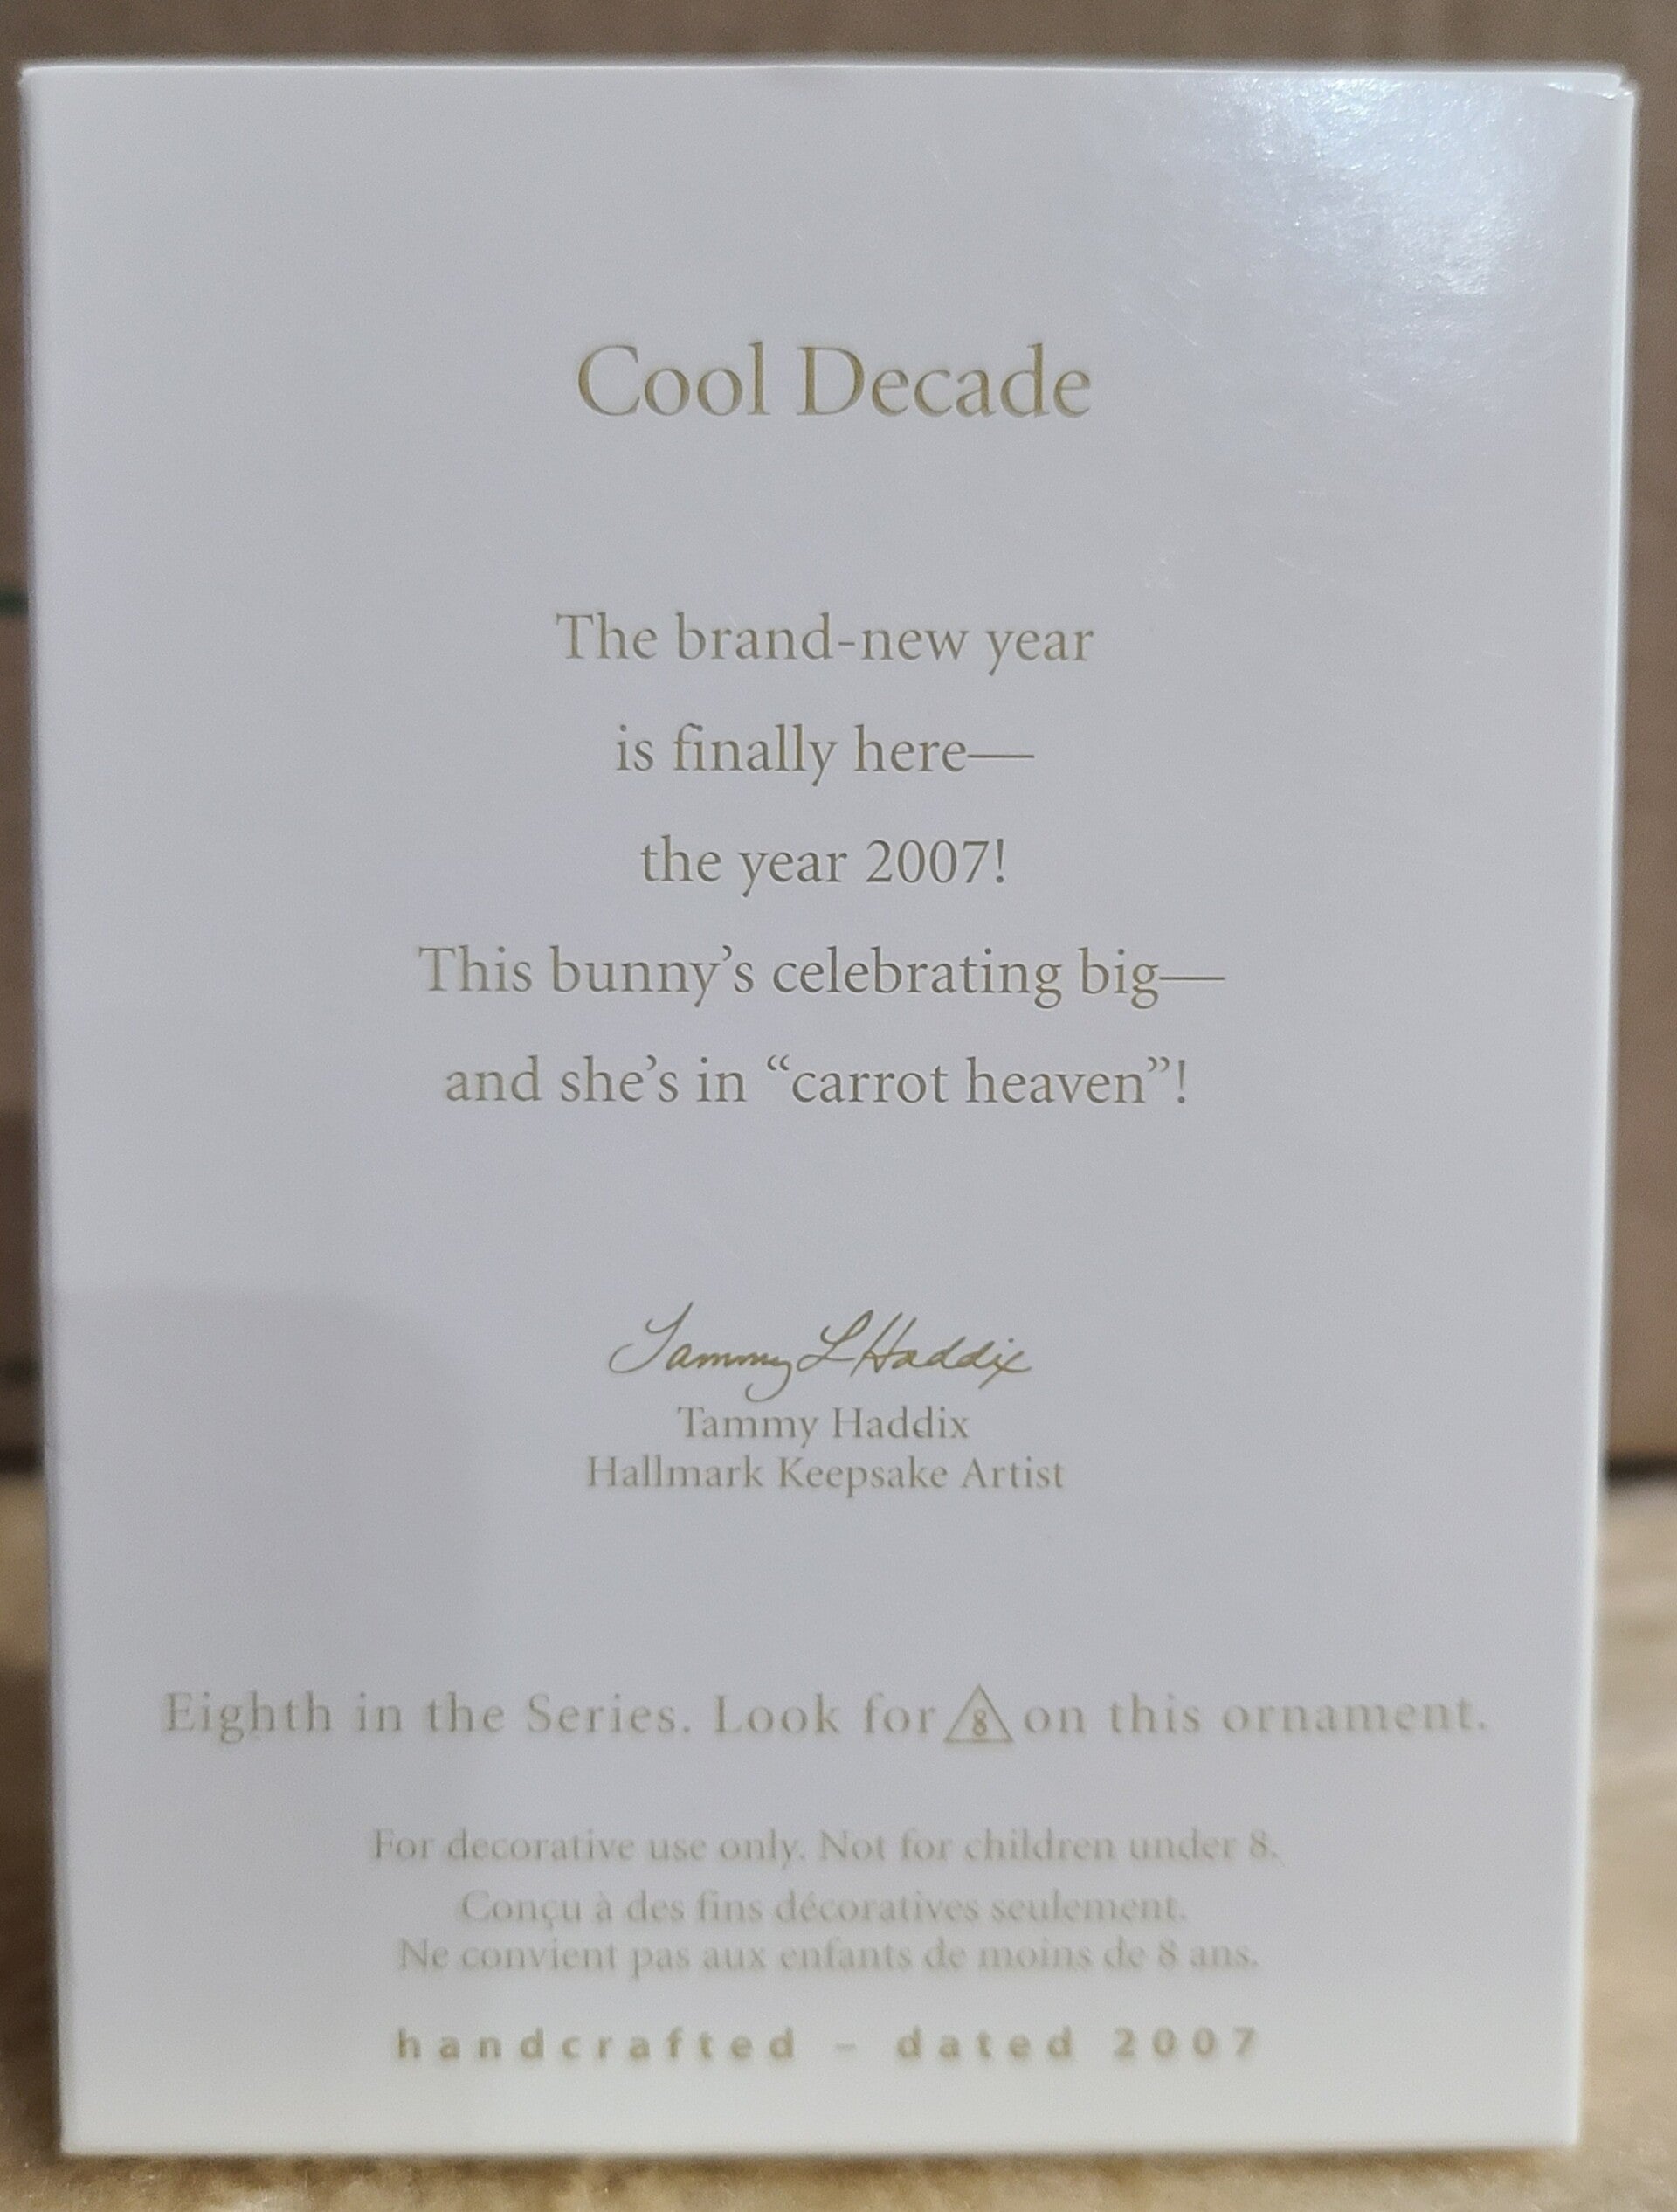 Cool Decade
The brand-new year
is finally here—
the year 2007!
This bunny’s celebrating big—
and she’s in “carrot heaven”!
Tammy L Haddix
Tammy Haddix
Hallmark Keepsake Artist
Eighth in the Series. Look for 8 on this ornament.
For decorative use only. Not for children under 8.
Conçu à des fins décoratives seulement.
Ne convient pas aux enfants de moins de 8 ans.
handcrafted – dated 2007